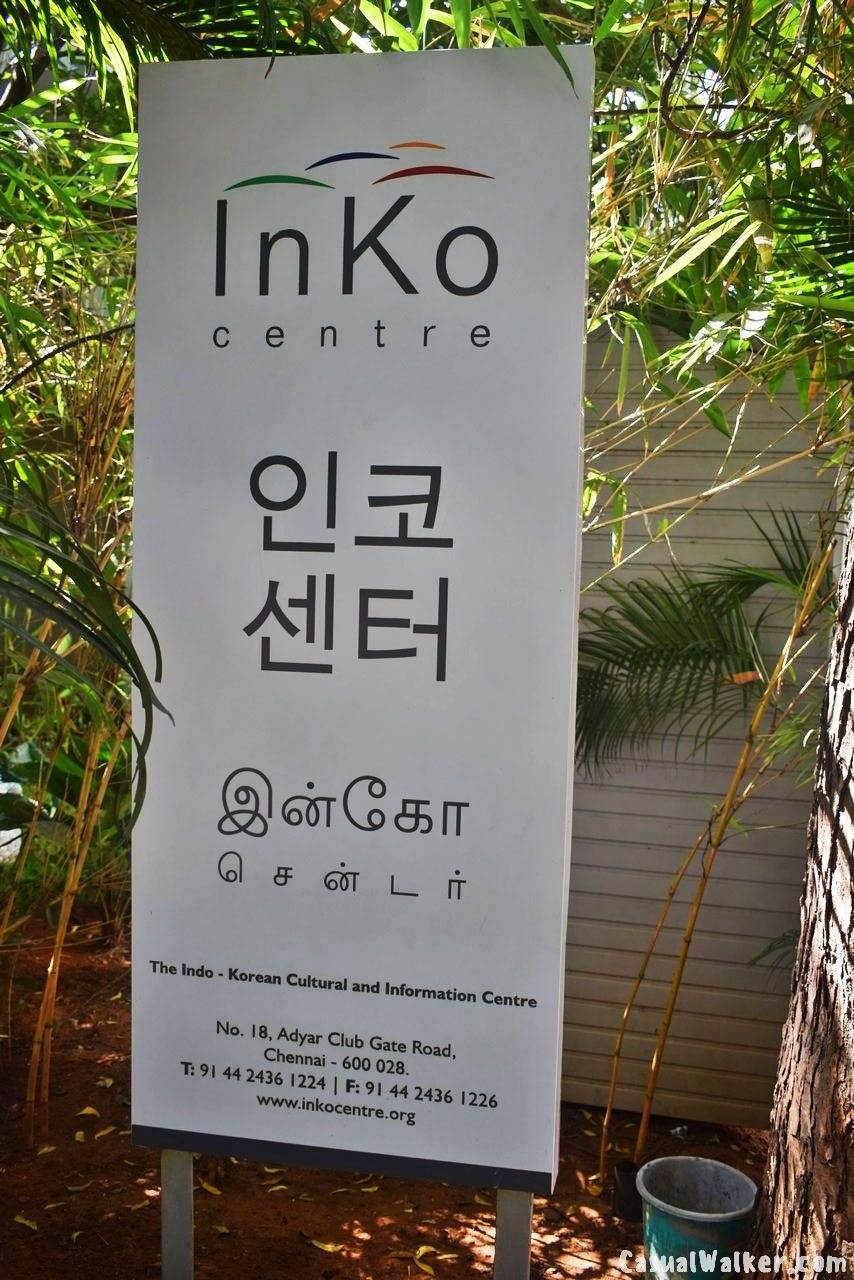 InKo
centre
인코
센터
இன்கோ
சென்டர்
The Indo - Korean Cultural and Information Centre
No. 18, Adyar Club Gate Road,
Chennai - 600 028.
T: 91 44 2436 1224 | F: 91 44 2436 1226
www.inkocentre.org
CasualWalker.com